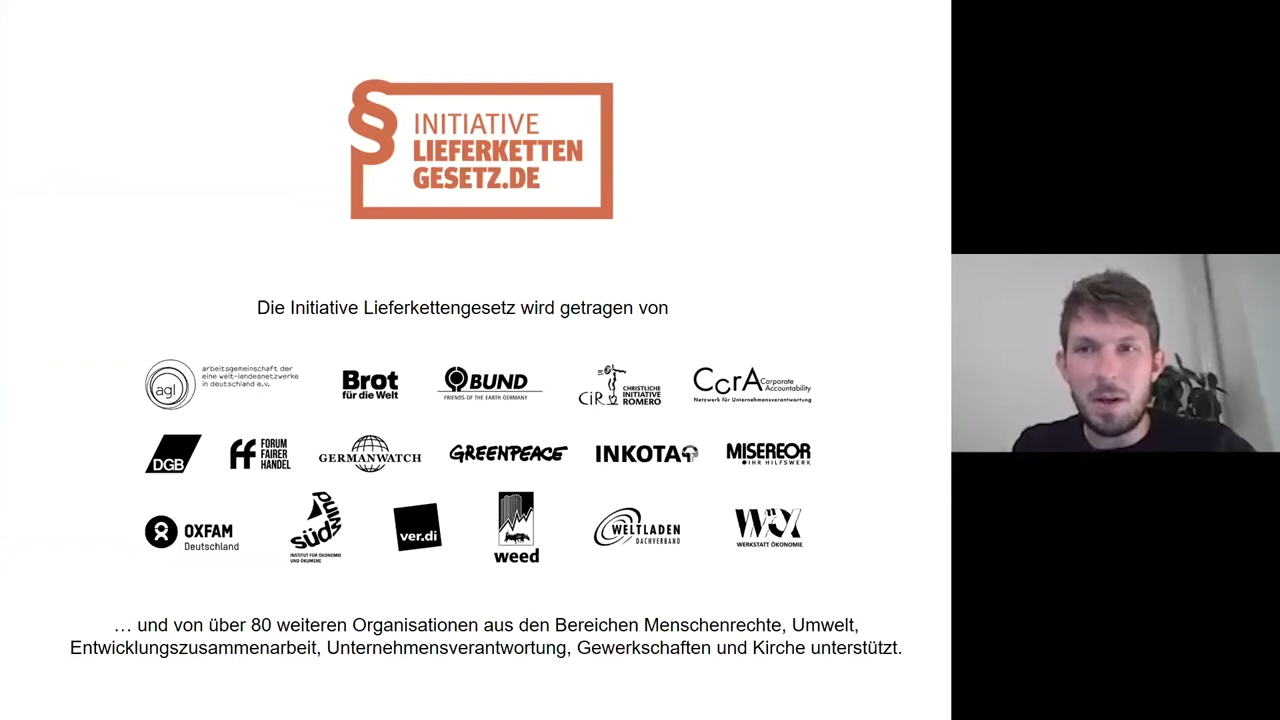 § INITIATIVE
LIEFERKETTEN
GESETZ.DE
Die Initiative Lieferkettengesetz wird getragen von
agl
arbeitsgemeinschaft der
eine welt-landesnetzwerke
in deutschland e.v.
Brot
für die Welt
BUND
FRIENDS OF THE EARTH GERMANY
CiR
CHRISTLICHE
INITIATIVE
ROMERO
CorA Corporate
Accountability
Netzwerk für Unternehmensverantwortung
DGB
ff FORUM
FAIRER
HANDEL
GERMANWATCH
GREENPEACE
INKOTA
MISEREOR
IHR HILFSWERK
OXFAM
Deutschland
südwind
INSTITUT FÜR ÖKONOMIE
UND ÖKUMENE
ver.di
weed
WELTLADEN
DACHVERBAND
WÖK
WERKSTATT ÖKONOMIE
… und von über 80 weiteren Organisationen aus den Bereichen Menschenrechte, Umwelt,
Entwicklungszusammenarbeit, Unternehmensverantwortung, Gewerkschaften und Kirche unterstützt.